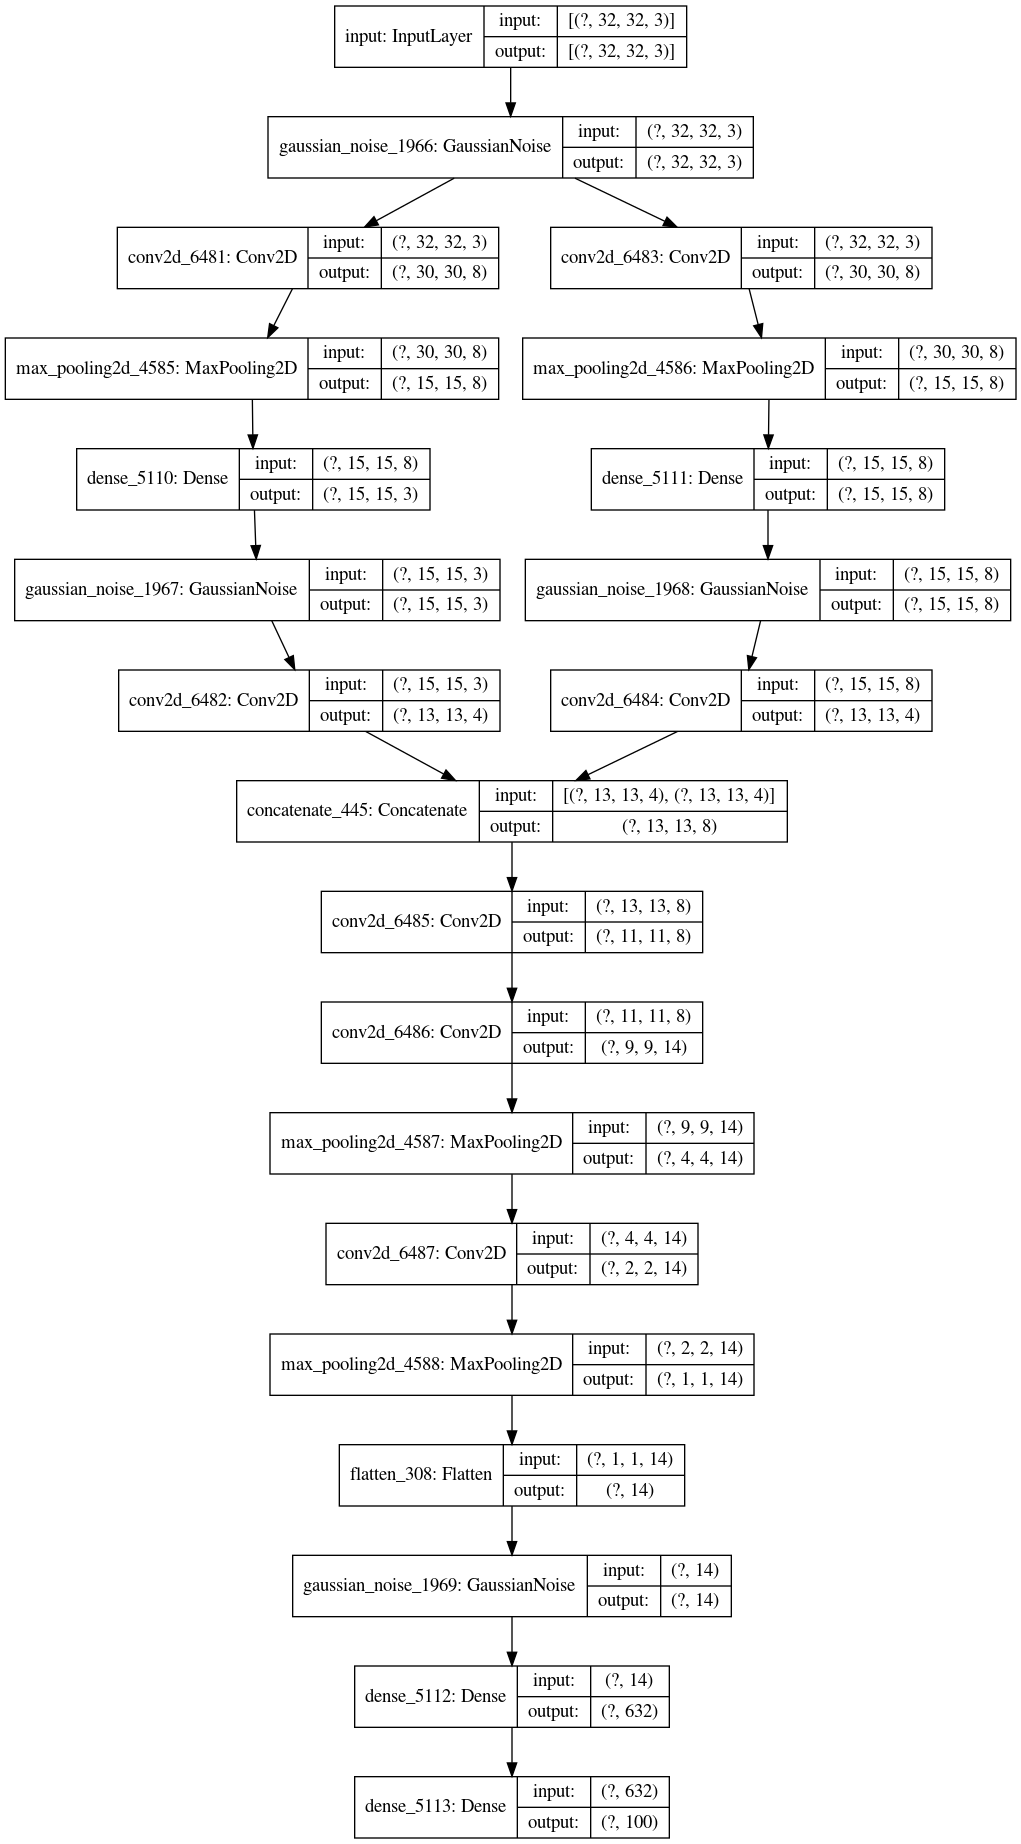 input: InputLayer
input:
[(?, 32, 32, 3)]
output:
[(?, 32, 32, 3)]
gaussian_noise_1966: GaussianNoise
input:
(?, 32, 32, 3)
output:
(?, 32, 32, 3)
conv2d_6481: Conv2D
input:
(?, 32, 32, 3)
output:
(?, 30, 30, 8)
conv2d_6483: Conv2D
input:
(?, 32, 32, 3)
output:
(?, 30, 30, 8)
max_pooling2d_4585: MaxPooling2D
input:
(?, 30, 30, 8)
output:
(?, 15, 15, 8)
max_pooling2d_4586: MaxPooling2D
input:
(?, 30, 30, 8)
output:
(?, 15, 15, 8)
dense_5110: Dense
input:
(?, 15, 15, 8)
output:
(?, 15, 15, 3)
dense_5111: Dense
input:
(?, 15, 15, 8)
output:
(?, 15, 15, 8)
gaussian_noise_1967: GaussianNoise
input:
(?, 15, 15, 3)
output:
(?, 15, 15, 3)
gaussian_noise_1968: GaussianNoise
input:
(?, 15, 15, 8)
output:
(?, 15, 15, 8)
conv2d_6482: Conv2D
input:
(?, 15, 15, 3)
output:
(?, 13, 13, 4)
conv2d_6484: Conv2D
input:
(?, 15, 15, 8)
output:
(?, 13, 13, 4)
concatenate_445: Concatenate
input:
[(?, 13, 13, 4), (?, 13, 13, 4)]
output:
(?, 13, 13, 8)
conv2d_6485: Conv2D
input:
(?, 13, 13, 8)
output:
(?, 11, 11, 8)
conv2d_6486: Conv2D
input:
(?, 11, 11, 8)
output:
(?, 9, 9, 14)
max_pooling2d_4587: MaxPooling2D
input:
(?, 9, 9, 14)
output:
(?, 4, 4, 14)
conv2d_6487: Conv2D
input:
(?, 4, 4, 14)
output:
(?, 2, 2, 14)
max_pooling2d_4588: MaxPooling2D
input:
(?, 2, 2, 14)
output:
(?, 1, 1, 14)
flatten_308: Flatten
input:
(?, 1, 1, 14)
output:
(?, 14)
gaussian_noise_1969: GaussianNoise
input:
(?, 14)
output:
(?, 14)
dense_5112: Dense
input:
(?, 14)
output:
(?, 632)
dense_5113: Dense
input:
(?, 632)
output:
(?, 100)